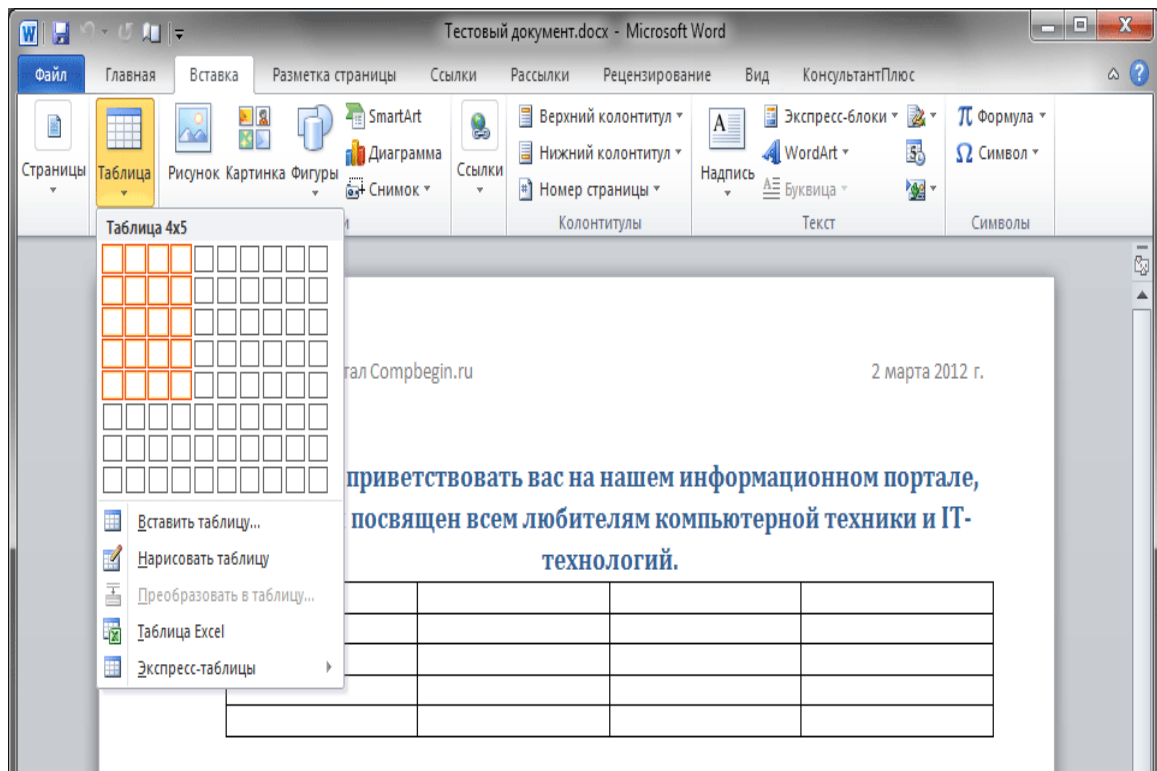 Тестовый документ.docx - Microsoft Word
Файл Главная Вставка Разметка страницы Ссылки Рассылки Рецензирование Вид КонсультантПлюс
Страницы Таблица Рисунок Картинка Фигуры SmartArt Диаграмма Снимок Ссылки Верхний колонтитул Нижний колонтитул Номер страницы Надпись Экспресс-блоки WordArt Буквица Формула Символ
Колонтитулы Текст Символы
Таблица 4x5
Вставить таблицу...
Нарисовать таблицу
Преобразовать в таблицу...
Таблица Excel
Экспресс-таблицы
Compbegin.ru 2 марта 2012 г.
приветствовать вас на нашем информационном портале,
посвящен всем любителям компьютерной техники и IT-
технологий.